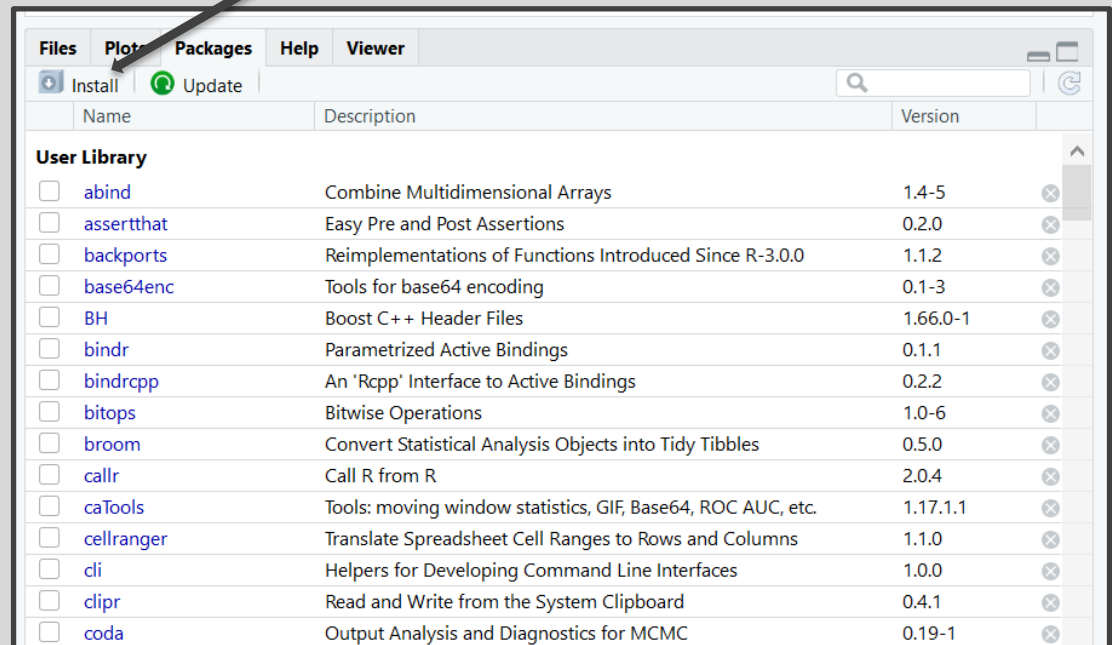 Files Plots Packages Help Viewer
Install Update
Name Description Version
User Library
abind Combine Multidimensional Arrays 1.4-5
assertthat Easy Pre and Post Assertions 0.2.0
backports Reimplementations of Functions Introduced Since R-3.0.0 1.1.2
base64enc Tools for base64 encoding 0.1-3
BH Boost C++ Header Files 1.66.0-1
bindr Parametrized Active Bindings 0.1.1
bindrcpp An 'Rcpp' Interface to Active Bindings 0.2.2
bitops Bitwise Operations 1.0-6
broom Convert Statistical Analysis Objects into Tidy Tibbles 0.5.0
callr Call R from R 2.0.4
caTools Tools: moving window statistics, GIF, Base64, ROC AUC, etc. 1.17.1.1
cellranger Translate Spreadsheet Cell Ranges to Rows and Columns 1.1.0
cli Helpers for Developing Command Line Interfaces 1.0.0
clipr Read and Write from the System Clipboard 0.4.1
coda Output Analysis and Diagnostics for MCMC 0.19-1